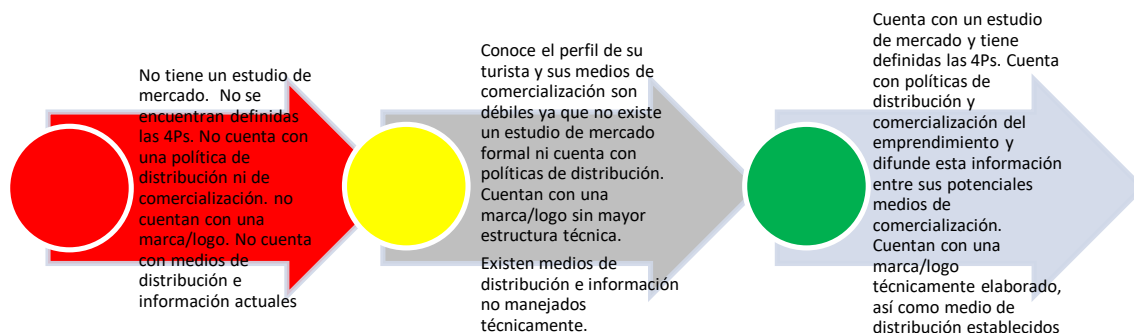 No tiene un estudio de
mercado.  No se
encuentran definidas
las 4Ps. No cuenta con
una política de
distribución ni de
comercialización. no
cuentan con una
marca/logo. No cuenta
con medios de
distribución e
información actuales
Conoce el perfil de su
turista y sus medios de
comercialización son
débiles ya que no existe
un estudio de mercado
formal ni cuenta con
políticas de distribución.
Cuentan con una
marca/logo sin mayor
estructura técnica.
Existen medios de
distribución e información
no manejados
técnicamente.
Cuenta con un estudio
de mercado y tiene
definidas las 4Ps. Cuenta
con políticas de
distribución y
comercialización del
emprendimiento y
difunde esta información
entre sus potenciales
medios de
comercialización.
Cuentan con una
marca/logo
técnicamente elaborado,
así como medio de
distribución establecidos